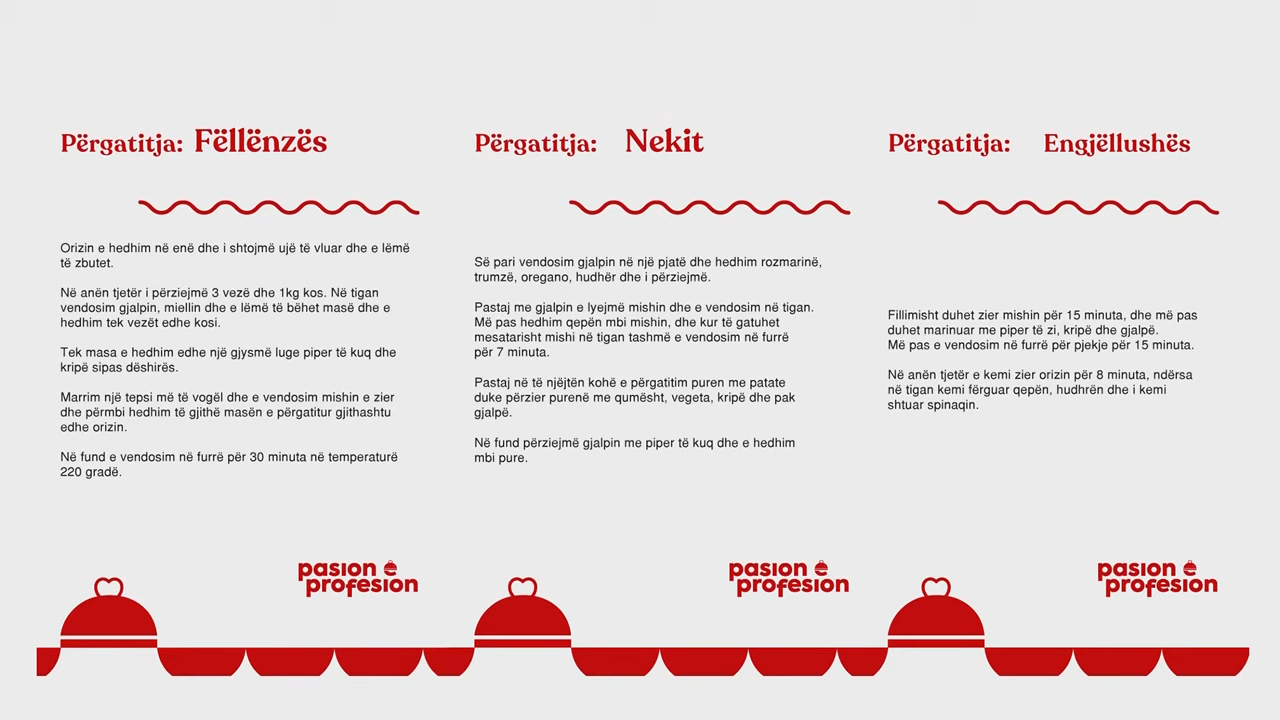 Përgatitja: Fëllënzës
Orizin e hedhim në enë dhe i shtojmë ujë të vluar dhe e lëmë
të zbutet.
Në anën tjetër i përziejmë 3 vezë dhe 1kg kos. Në tigan
vendosim gjalpin, miellin dhe e lëmë të bëhet masë dhe e
hedhim tek vezët edhe kosi.
Tek masa e hedhim edhe një gjysmë luge piper të kuq dhe
kripë sipas dëshirës.
Marrim një tepsi më të vogël dhe e vendosim mishin e zier
dhe përmbi hedhim të gjithë masën e përgatitur gjithashtu
edhe orizin.
Në fund e vendosim në furrë për 30 minuta në temperaturë
220 gradë.
pasion e
profesion
Përgatitja: Nekit
Së pari vendosim gjalpin në një pjatë dhe hedhim rozmarinë,
trumzë, oregano, hudhër dhe i përziejmë.
Pastaj me gjalpin e lyejmë mishin dhe e vendosim në tigan.
Më pas hedhim qepën mbi mishin, dhe kur të gatuhet
mesatarisht mishi në tigan tashmë e vendosim në furrë
për 7 minuta.
Pastaj në të njëjtën kohë e përgatitim puren me patate
duke përzier purenë me qumësht, vegeta, kripë dhe pak
gjalpë.
Në fund përziejmë gjalpin me piper të kuq dhe e hedhim
mbi pure.
pasion e
profesion
Përgatitja: Engjëllushës
Fillimisht duhet zier mishin për 15 minuta, dhe më pas
duhet marinuar me piper të zi, kripë dhe gjalpë.
Më pas e vendosim në furrë për pjekje për 15 minuta.
Në anën tjetër e kemi zier orizin për 8 minuta, ndërsa
në tigan kemi fërguar qepën, hudhrën dhe i kemi
shtuar spinaqin.
pasion e
profesion